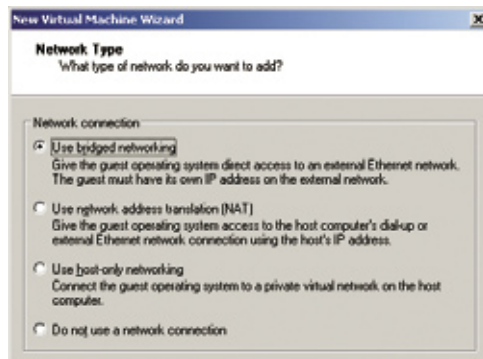 New Virtual Machine Wizard
Network Type
What type of network do you want to add?
Network connection
Use bridged networking
Give the guest operating system direct access to an external Ethernet network.
The guest must have its own IP address on the external network.
Use network address translation (NAT)
Give the guest operating system access to the host computer's dial-up or
external Ethernet network connection using the host's IP address.
Use host-only networking
Connect the guest operating system to a private virtual network on the host
computer.
Do not use a network connection